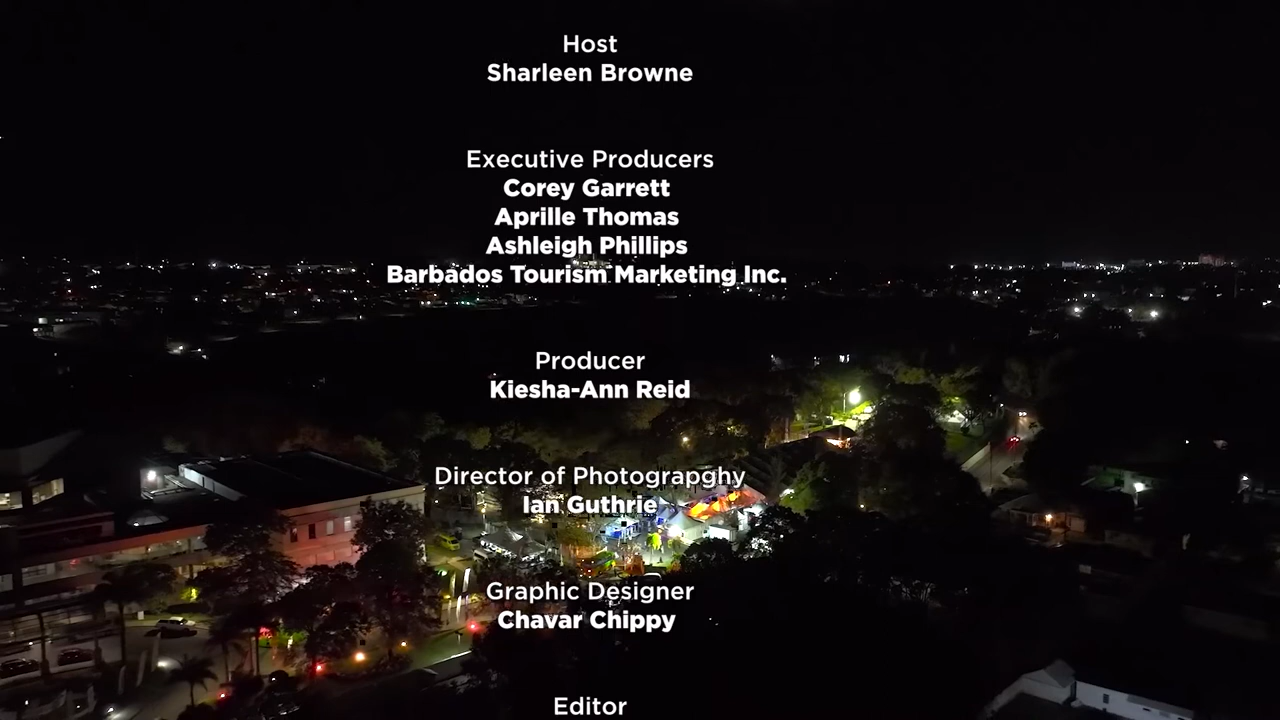 Host
Sharleen Browne
Executive Producers
Corey Garrett
Aprille Thomas
Ashleigh Phillips
Barbados Tourism Marketing Inc.
Producer
Kiesha-Ann Reid
Director of Photograpghy
Ian Guthrie
Graphic Designer
Chavar Chippy
Editor